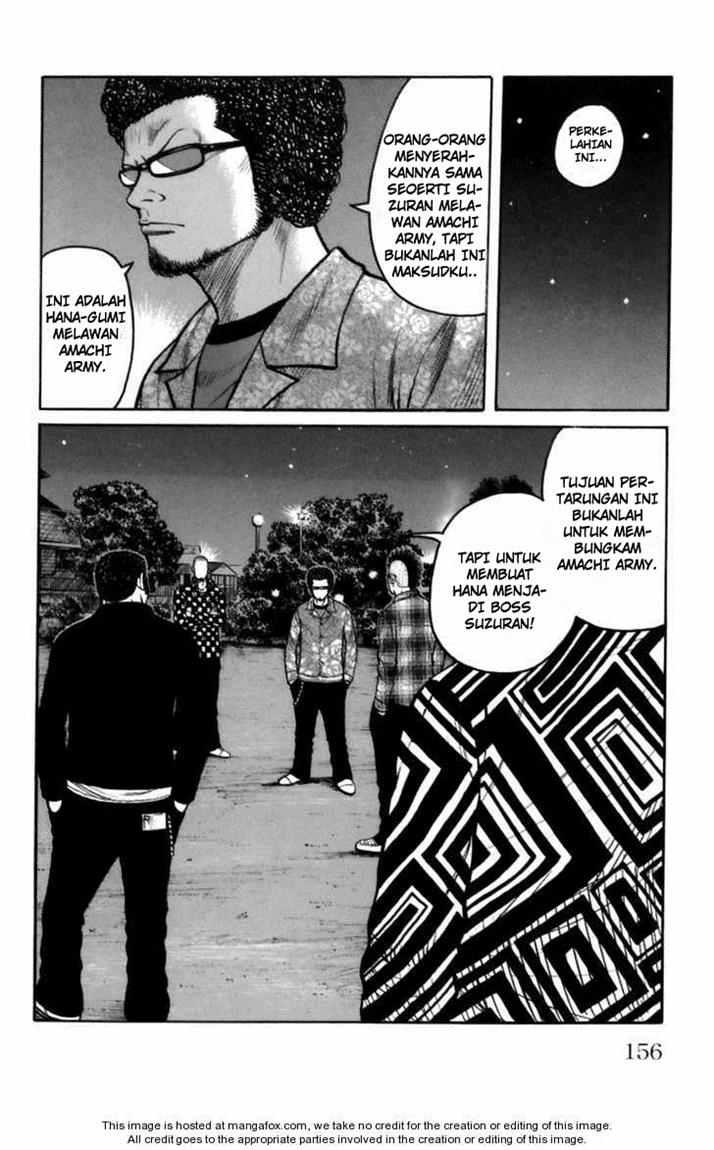 PERKE-
LAHIAN
INI...
ORANG-ORANG
MENYERAH-
KANNYA SAMA
SEOERTI SU-
ZURAN MELA-
WAN AMACHI
ARMY, TAPI
BUKANLAH INI
MAKSUDKU..
INI ADALAH
HANA-GUMI
MELAWAN
AMACHI
ARMY.
TUJUAN PER-
TARUNGAN INI
BUKANLAH
UNTUK MEM-
BUNGKAM
AMACHI ARMY.
TAPI UNTUK
MEMBUAT
HANA MENJA-
DI BOSS
SUZURAN!
156
This image is hosted at mangafox.com, we take no credit for the creation or editing of this image.
All credit goes to the appropriate parties involved in the creation or editing of this image.